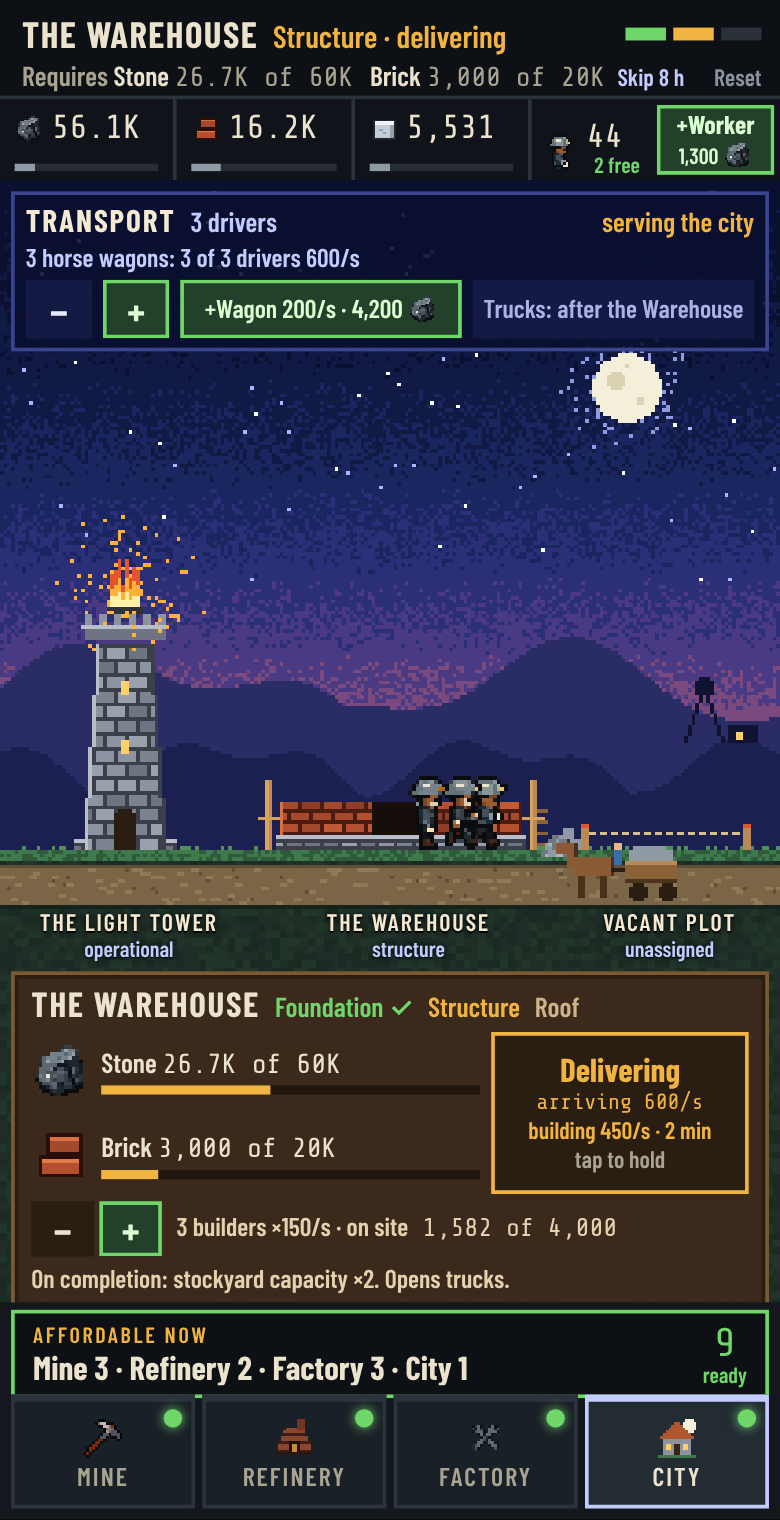 THE WAREHOUSE Structure · delivering
Requires Stone 26.7K of 60K Brick 3,000 of 20K Skip 8 h Reset
56.1K 16.2K 5,531 44 2 free +Worker 1,300
TRANSPORT 3 drivers serving the city
3 horse wagons: 3 of 3 drivers 600/s
− + +Wagon 200/s · 4,200 Trucks: after the Warehouse
THE LIGHT TOWER THE WAREHOUSE VACANT PLOT
operational structure unassigned
THE WAREHOUSE Foundation ✓ Structure Roof
Stone 26.7K of 60K
Brick 3,000 of 20K
Delivering
arriving 600/s
building 450/s · 2 min
tap to hold
− + 3 builders ×150/s · on site 1,582 of 4,000
On completion: stockyard capacity ×2. Opens trucks.
AFFORDABLE NOW
Mine 3 · Refinery 2 · Factory 3 · City 1
9
ready
MINE REFINERY FACTORY CITY